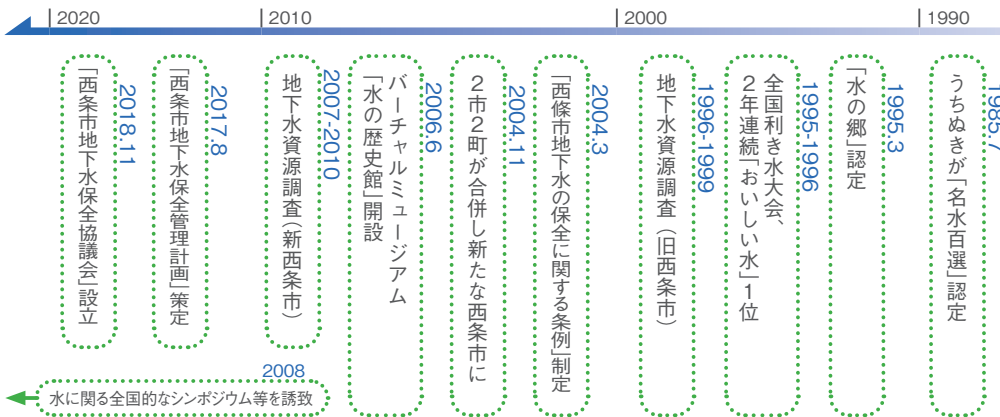 2020
2010
2000
1990
1985.7
うちぬきが「名水百選」認定
1995.3
「水の郷」認定
1995-1996
全国利き水大会、
2年連続「おいしい水」1位
1996-1999
地下水資源調査（旧西条市）
2004.3
「西條市地下水の保全に関する条例」制定
2004.11
2市2町が合併し新たな西条市に
2006.6
バーチャルミュージアム
「水の歴史館」開設
2007-2010
地下水資源調査（新西条市）
2017.8
「西条市地下水保全管理計画」策定
2018.11
「西条市地下水保全協議会」設立
2008
水に関る全国的なシンポジウム等を誘致